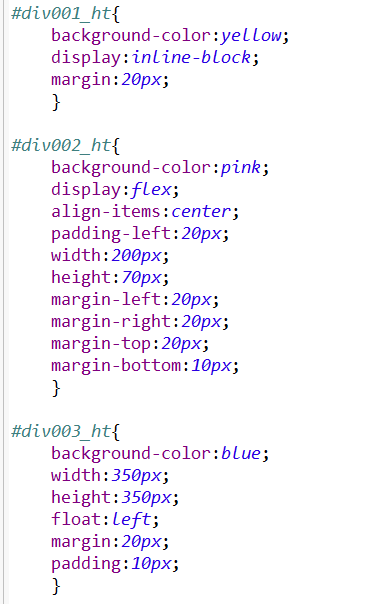 #div001_ht{
    background-color:yellow;
    display:inline-block;
    margin:20px;
    }

#div002_ht{
    background-color:pink;
    display:flex;
    align-items:center;
    padding-left:20px;
    width:200px;
    height:70px;
    margin-left:20px;
    margin-right:20px;
    margin-top:20px;
    margin-bottom:10px;
    }

#div003_ht{
    background-color:blue;
    width:350px;
    height:350px;
    float:left;
    margin:20px;
    padding:10px;
    }